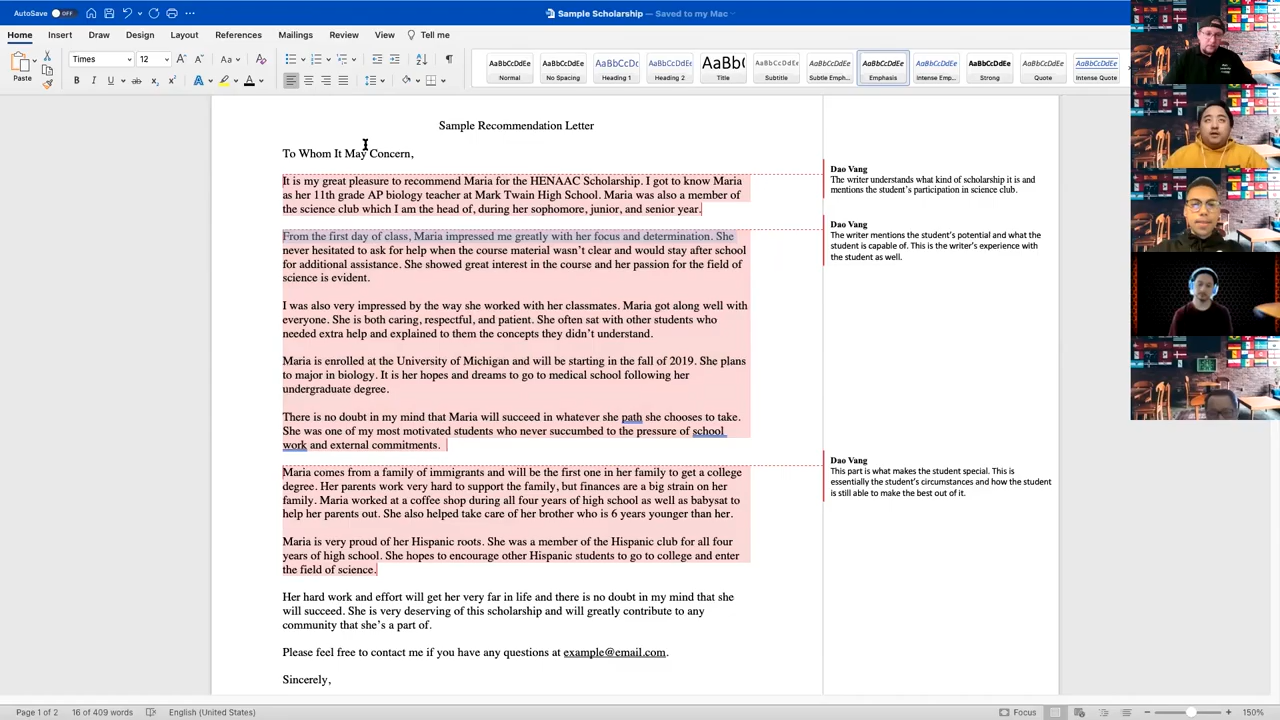 AutoSave OFF
Sample Scholarship — Saved to my Mac
Home Insert Draw Design Layout References Mailings Review View Tell me
Paste
Times 12
AaBbCcDdEe AaBbCcDdEe AaBbCcDc AaBbCcDdEe AaBbC AaBbCcDdEe AaBbCcDdEe AaBbCcDdEe AaBbCcDdEe AaBbCcDdEe AaBbCcDdEe AaBbCcDdEe
Normal No Spacing Heading 1 Heading 2 Title Subtitle Subtle Emph... Emphasis Intense Emp... Strong Quote Intense Quote
Sample Recommendation Letter
To Whom It May Concern,
It is my great pleasure to recommend Maria for the HENAAC Scholarship. I got to know Maria
as her 11th grade AP biology teacher at Mark Twain High School. Maria was also a member of
the science club which I am the head of, during her sophomore, junior, and senior year.
From the first day of class, Maria impressed me greatly with her focus and determination. She
never hesitated to ask for help when the course material wasn't clear and would stay after school
for additional assistance. She showed great interest in the course and her passion for the field of
science is evident.
I was also very impressed by the way she worked with her classmates. Maria got along well with
everyone. She is both caring, respectful, and patient. She often sat with other students who
needed extra help and explained to them the concepts they didn't understand.
Maria is enrolled at the University of Michigan and will be starting in the fall of 2019. She plans
to major in biology. It is her hopes and dreams to go to medical school following her
undergraduate degree.
There is no doubt in my mind that Maria will succeed in whatever she path she chooses to take.
She was one of my most motivated students who never succumbed to the pressure of school
work and external commitments.
Maria comes from a family of immigrants and will be the first one in her family to get a college
degree. Her parents work very hard to support the family, but finances are a big strain on her
family. Maria worked at a coffee shop during all four years of high school as well as babysat to
help her parents out. She also helped take care of her brother who is 6 years younger than her.
Maria is very proud of her Hispanic roots. She was a member of the Hispanic club for all four
years of high school. She hopes to encourage other Hispanic students to go to college and enter
the field of science.
Her hard work and effort will get her very far in life and there is no doubt in my mind that she
will succeed. She is very deserving of this scholarship and will greatly contribute to any
community that she's a part of.
Please feel free to contact me if you have any questions at example@email.com.
Sincerely,
Dao Vang
The writer understands what kind of scholarship it is and
mentions the student's participation in science club.
Dao Vang
The writer mentions the student's potential and what the
student is capable of. This is the writer's experience with
the student as well.
Dao Vang
This part is what makes the student special. This is
essentially the student's circumstances and how the student
is still able to make the best out of it.
Page 1 of 2 16 of 409 words English (United States) Focus 150%